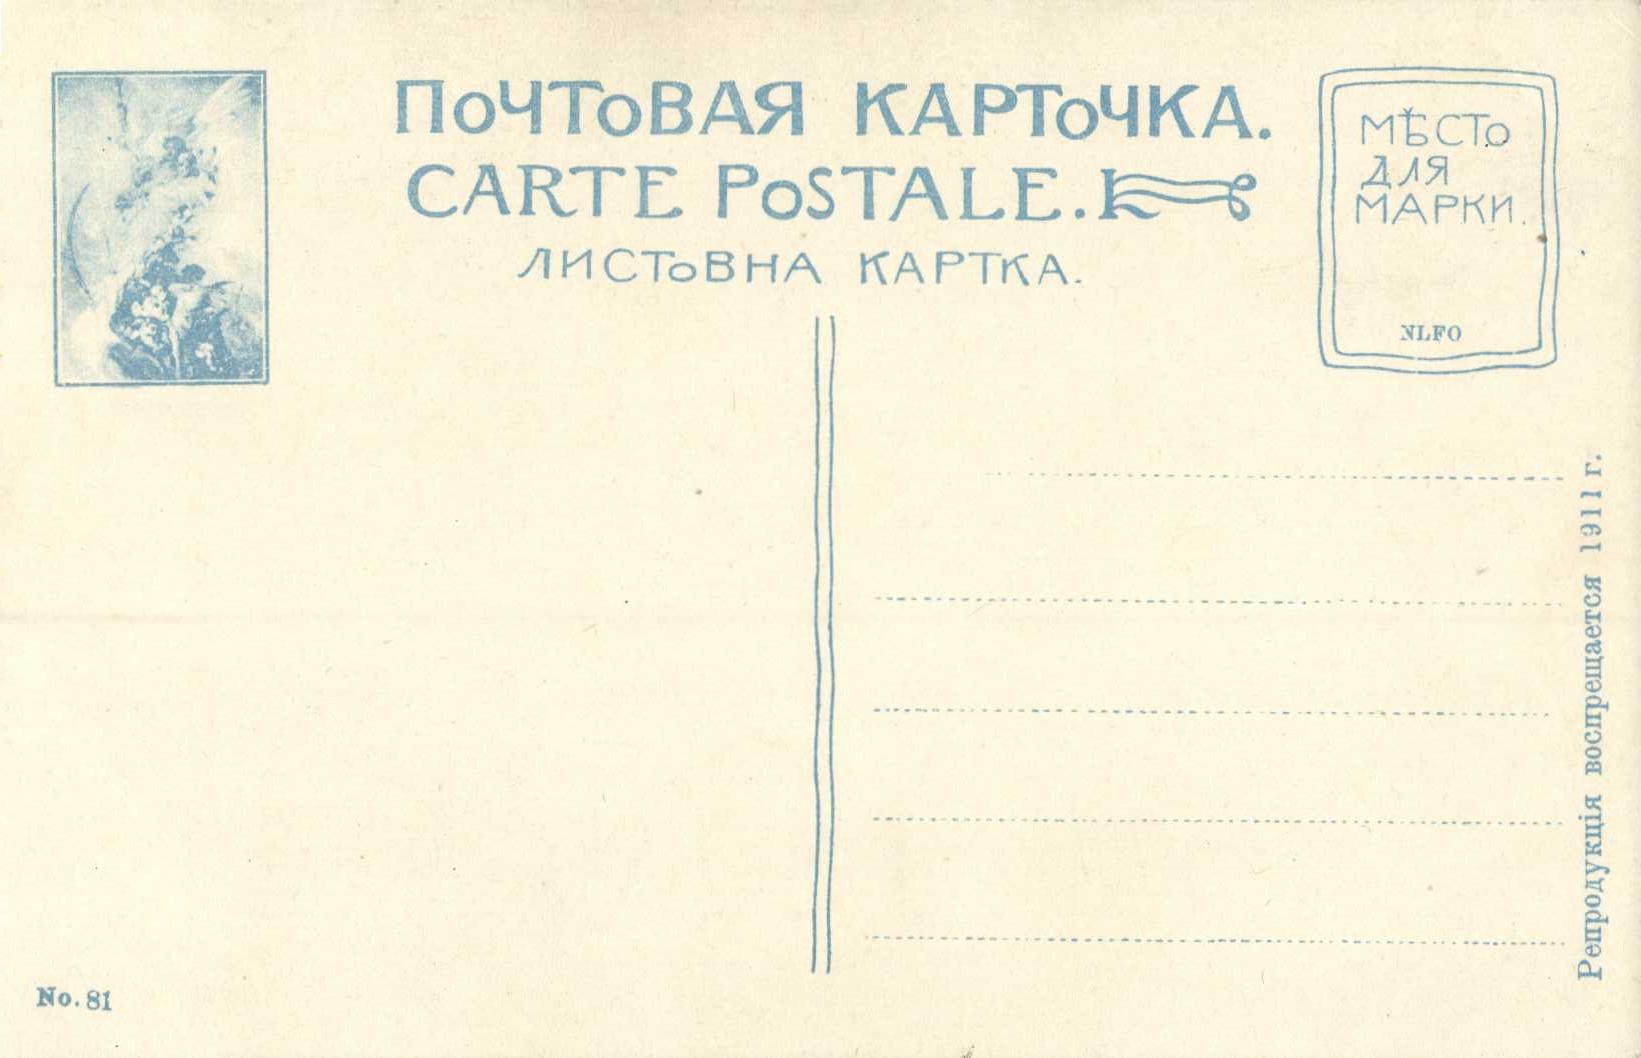 ПОЧТОВАЯ КАРТОЧКА.
CARTE POSTALE.
ЛИСТОВНА КАРТКА.
МѢСТО
ДЛЯ
МАРКИ.
NLFO
Репродукція воспрещается 1911 г.
No. 81